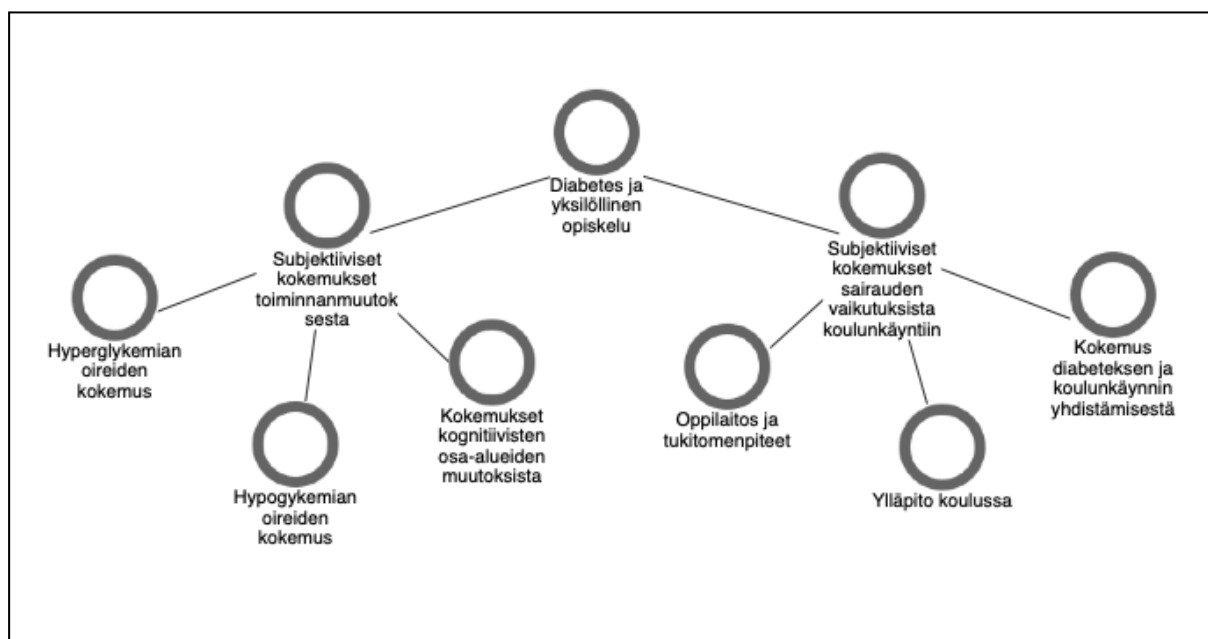 Diabetes ja
yksilöllinen
opiskelu
Subjektiiviset
kokemukset
toiminnanmuutok
sesta
Subjektiiviset
kokemukset
sairauden
vaikutuksista
koulunkäyntiin
Hyperglykemian
oireiden
kokemus
Hypogykemian
oireiden
kokemus
Kokemukset
kognitiivisten
osa-alueiden
muutoksista
Oppilaitos ja
tukitomenpiteet
Ylläpito koulussa
Kokemus
diabeteksen ja
koulunkäynnin
yhdistämisestä